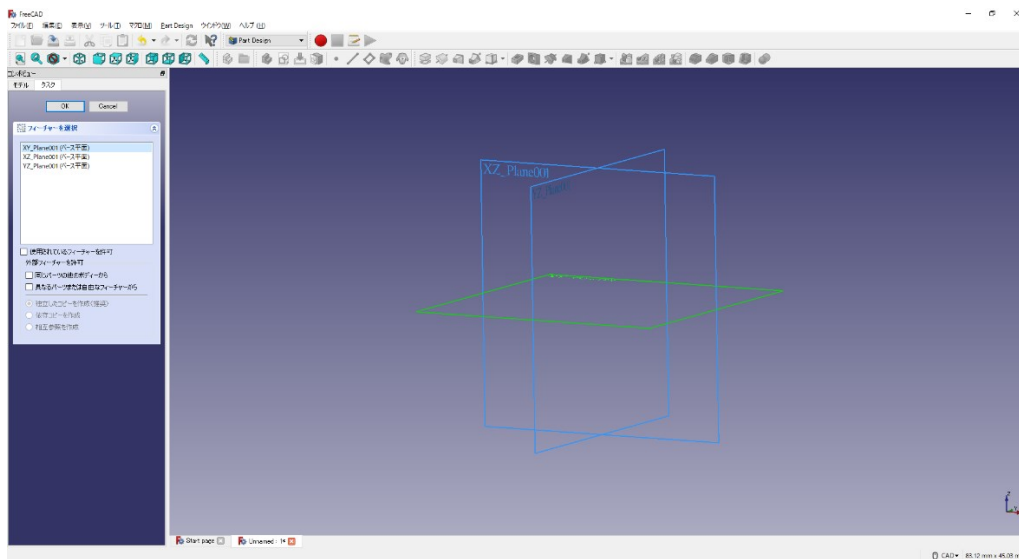 FreeCAD
ファイル(F) 編集(E) 表示(V) ツール(T) マクロ(M) Part Design ウィンドウ(W) ヘルプ(H)
Part Design
コンボビュー
モデル タスク
OK Cancel
フィーチャーを選択
XY_Plane001 (ベース平面)
XZ_Plane001 (ベース平面)
YZ_Plane001 (ベース平面)
使用されているフィーチャーを許可
外部フィーチャーを許可
同じパーツの他のボディーから
異なるパーツまたは自由なフィーチャーから
独立したコピーを作成(推奨)
依存コピーを作成
相互参照を作成
XZ_Plane001
Z
Y
Start page
Unnamed : 1*
CAD 83.12 mm x 45.03 m